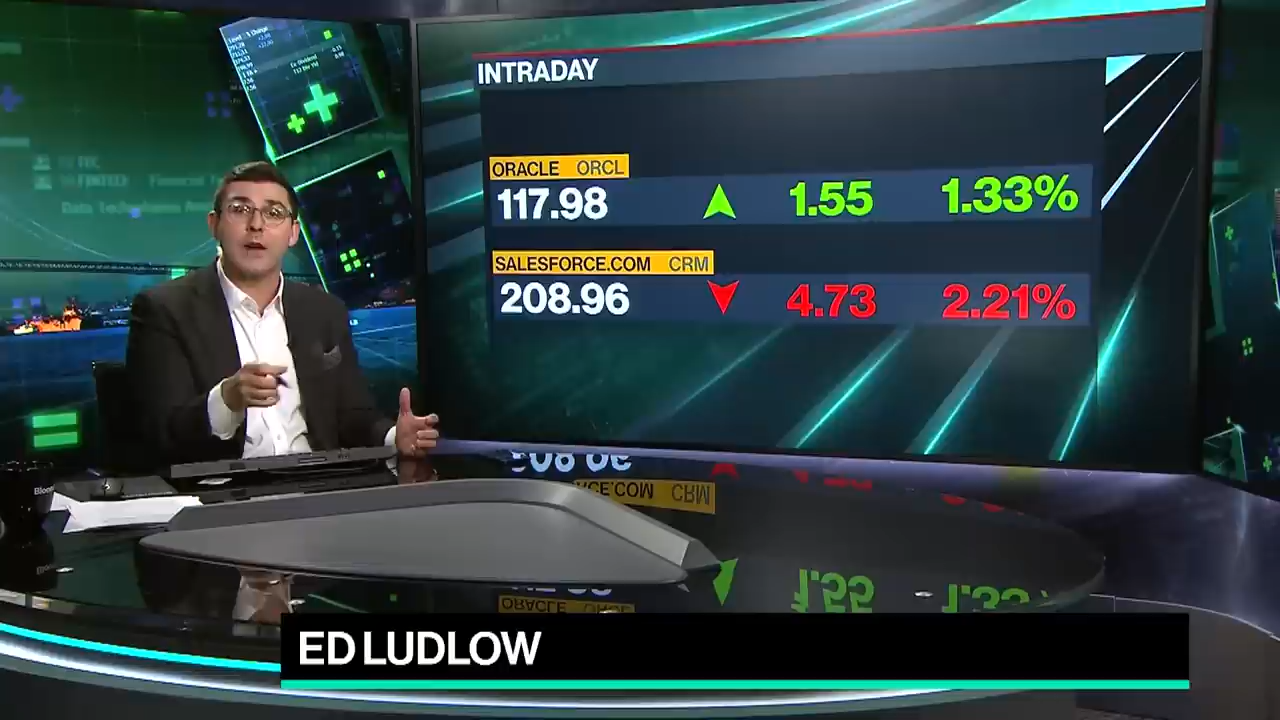 INTRADAY
ORACLE ORCL
117.98 1.55 1.33%
SALESFORCE.COM CRM
208.96 4.73 2.21%
ED LUDLOW